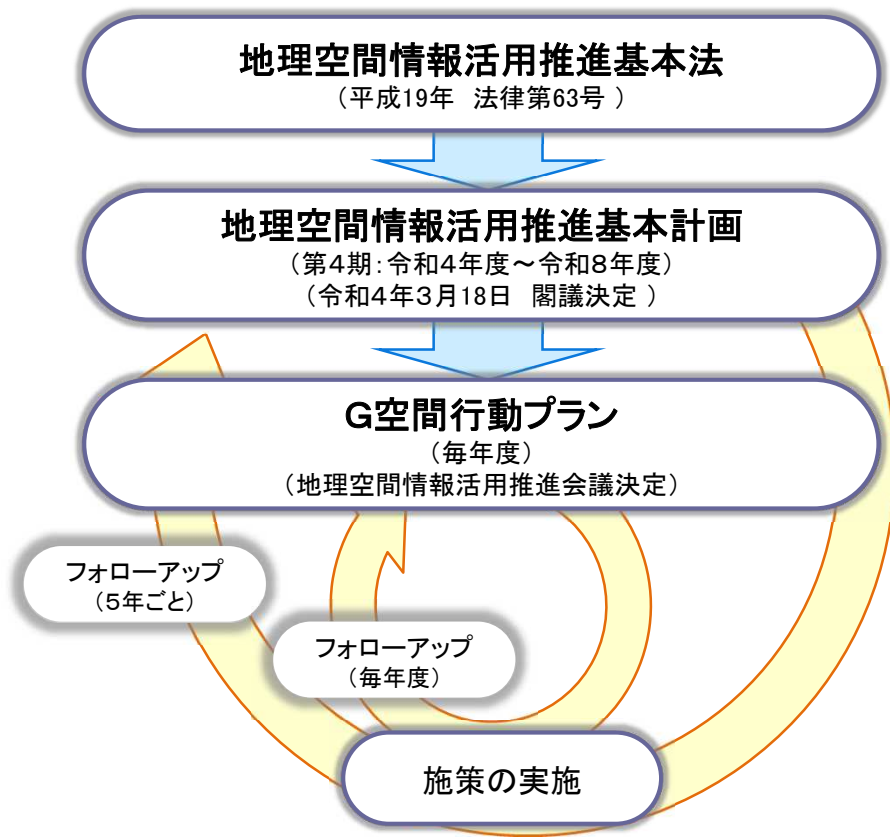 地理空間情報活用推進基本法
（平成19年　法律第63号 ）
地理空間情報活用推進基本計画
（第４期：令和４年度～令和８年度）
（令和４年３月18日　閣議決定 ）
Ｇ空間行動プラン
（毎年度）
（地理空間情報活用推進会議決定）
フォローアップ
（５年ごと）
フォローアップ
（毎年度）
施策の実施